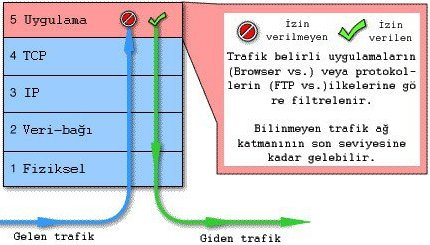 5 Uygulama
4 TCP
3 IP
2 Veri-bağı
1 Fiziksel
Gelen trafik
Giden trafik
İzin
verilmeyen
İzin
verilen
Trafik belirli uygulamaların
(Browser vs.) veya protokol-
lerin (FTP vs.)ilkelerine gö
re filtrelenir.
Bilinmeyen trafik ağ
katmanının son seviyesine
kadar gelebilir.